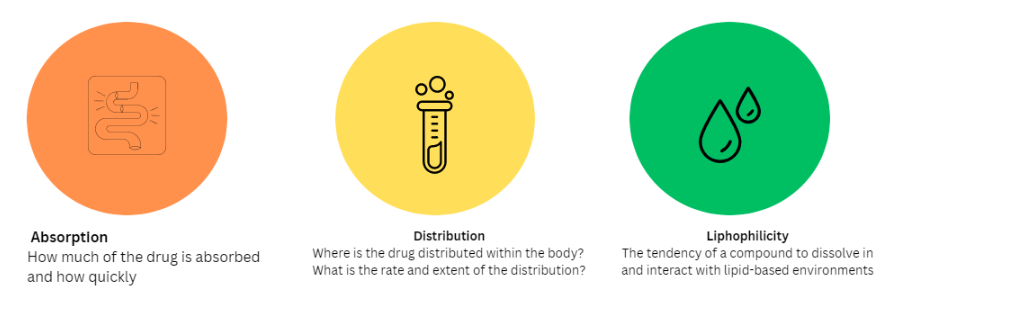 Absorption
How much of the drug is absorbed
and how quickly
Distribution
Where is the drug distributed within the body?
What is the rate and extent of the distribution?
Liphophilicity
The tendency of a compound to dissolve in
and interact with lipid-based environments